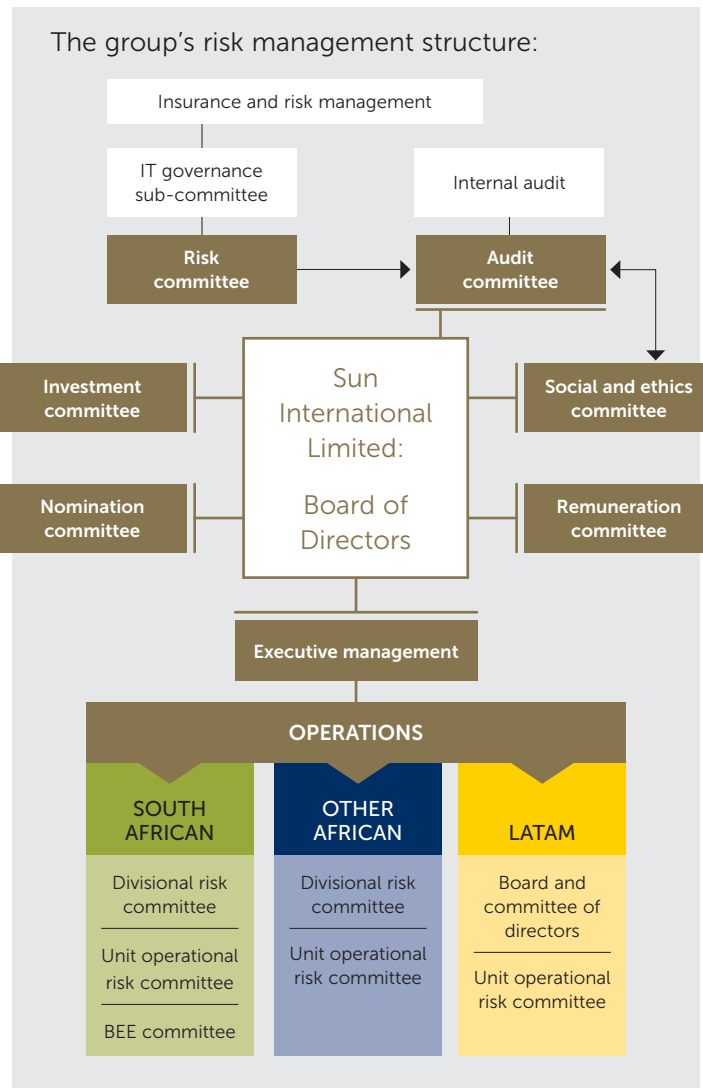 The group's risk management structure:
Insurance and risk management
IT governance
sub-committee
Internal audit
Risk
committee
Audit
committee
Investment
committee
Sun
International
Limited:
Board of
Directors
Social and ethics
committee
Nomination
committee
Remuneration
committee
Executive management
OPERATIONS
SOUTH
AFRICAN
Divisional risk
committee
Unit operational
risk committee
BEE committee
OTHER
AFRICAN
Divisional risk
committee
Unit operational
risk committee
LATAM
Board and
committee of
directors
Unit operational
risk committee